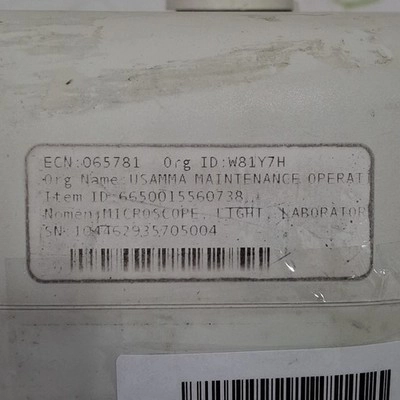 ECN:065781 Org ID:W81Y7H
Org Name:USAMMA MAINTENANCE OPERAT
Item ID:6650015560738
Nomen:MICROSCOPE, LIGHT, LABORATOR
SN:104462935705004